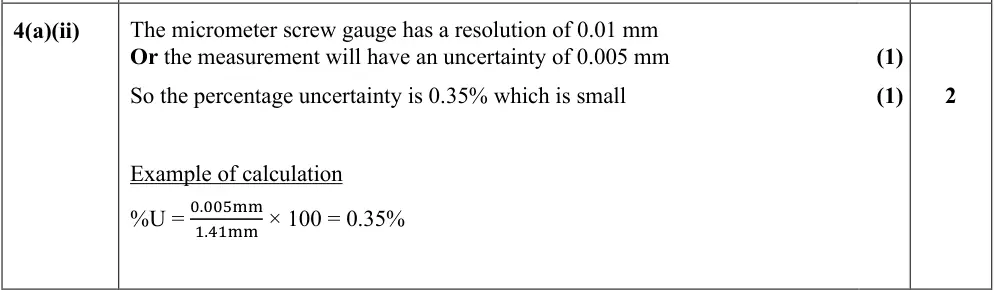 4(a)(ii) The micrometer screw gauge has a resolution of 0.01 mm
Or the measurement will have an uncertainty of 0.005 mm (1)
So the percentage uncertainty is 0.35% which is small (1) 2
Example of calculation
%U = 0.005mm/1.41mm × 100 = 0.35%